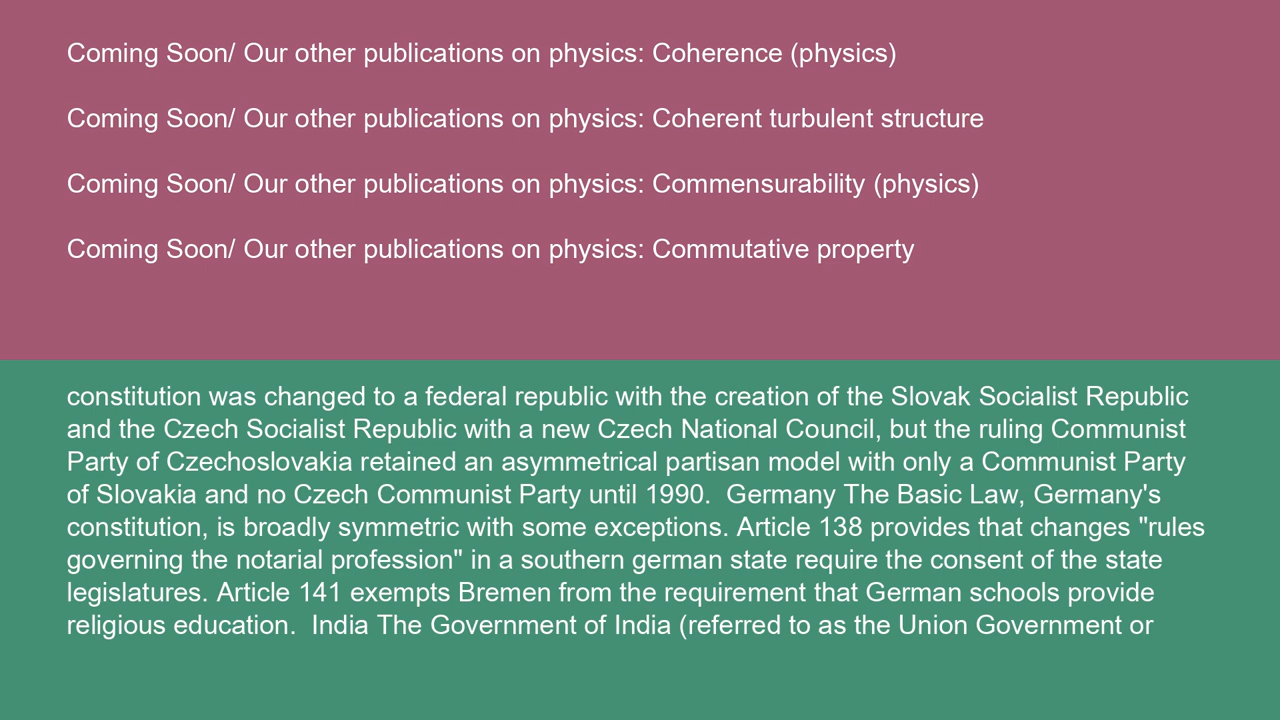 Coming Soon/ Our other publications on physics: Coherence (physics)
Coming Soon/ Our other publications on physics: Coherent turbulent structure
Coming Soon/ Our other publications on physics: Commensurability (physics)
Coming Soon/ Our other publications on physics: Commutative property
constitution was changed to a federal republic with the creation of the Slovak Socialist Republic
and the Czech Socialist Republic with a new Czech National Council, but the ruling Communist
Party of Czechoslovakia retained an asymmetrical partisan model with only a Communist Party
of Slovakia and no Czech Communist Party until 1990.  Germany The Basic Law, Germany's
constitution, is broadly symmetric with some exceptions. Article 138 provides that changes "rules
governing the notarial profession" in a southern german state require the consent of the state
legislatures. Article 141 exempts Bremen from the requirement that German schools provide
religious education.  India The Government of India (referred to as the Union Government or